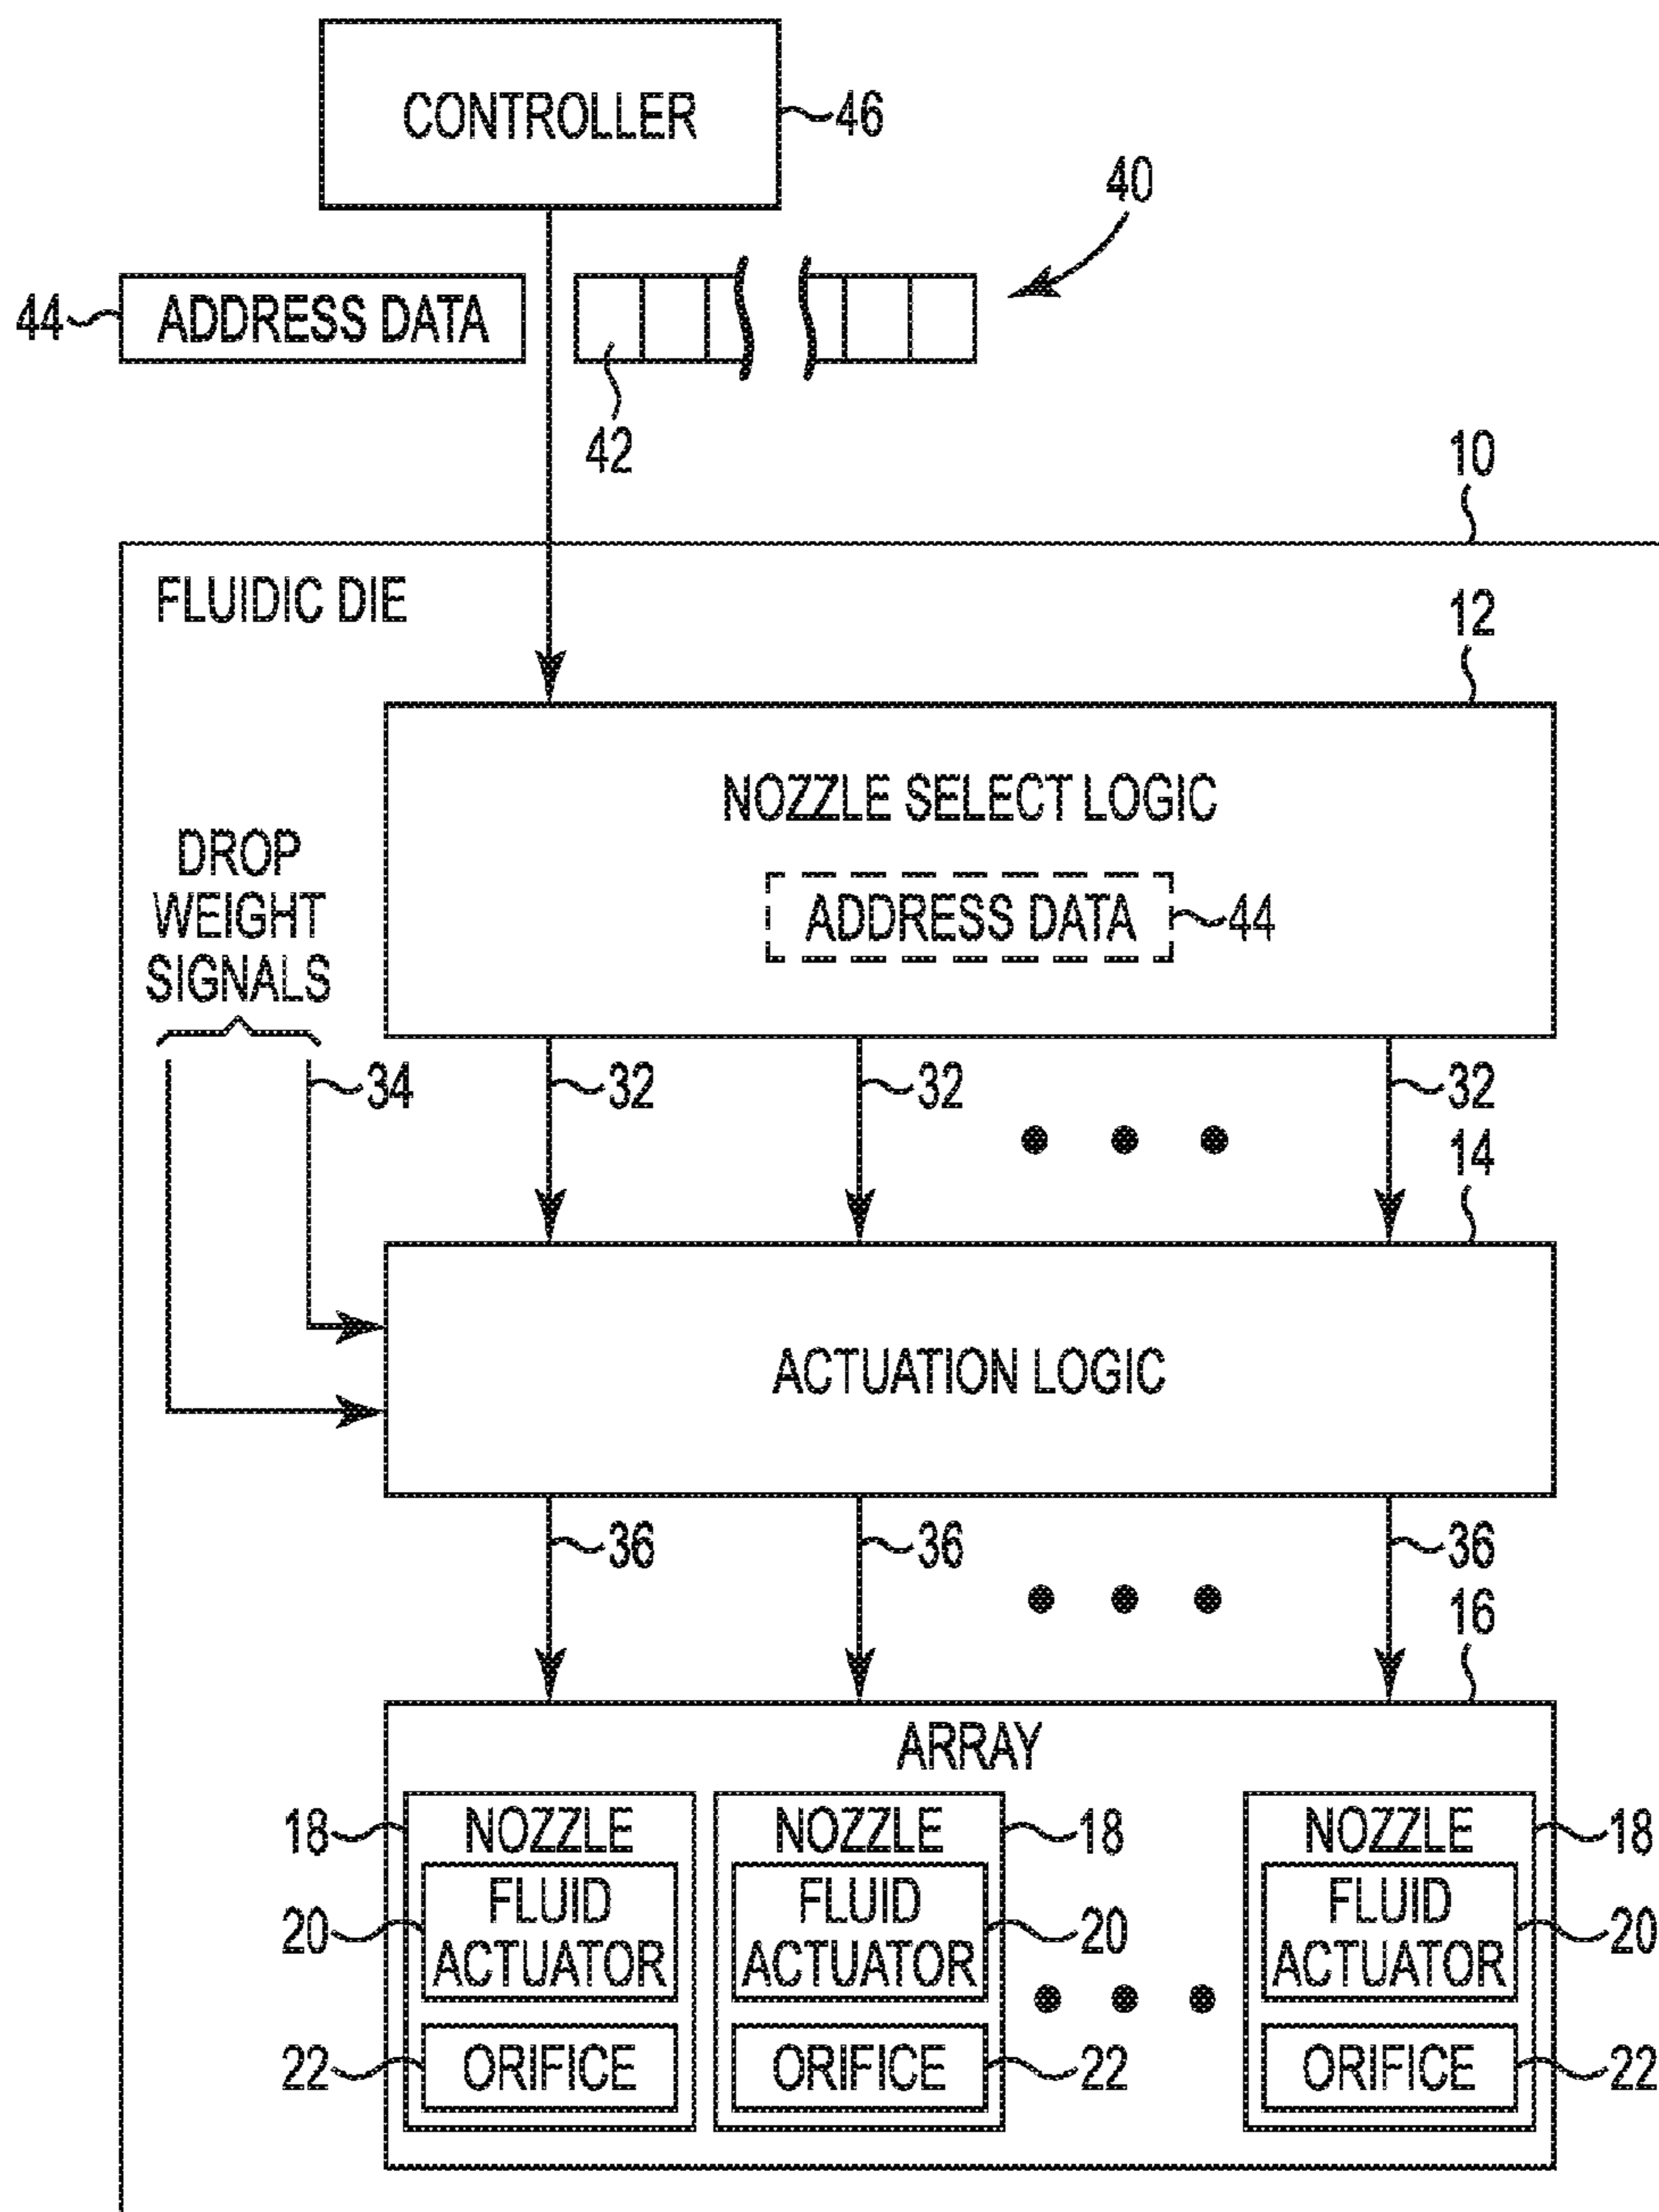 CONTROLLER
46
40
44
ADDRESS DATA
42
10
FLUIDIC DIE
12
NOZZLE SELECT LOGIC
DROP
WEIGHT
SIGNALS
ADDRESS DATA
44
34
32
32
32
14
ACTUATION LOGIC
36
36
36
16
ARRAY
18
NOZZLE
NOZZLE
18
NOZZLE
18
20
FLUID
ACTUATOR
FLUID
ACTUATOR
20
FLUID
ACTUATOR
20
22
ORIFICE
ORIFICE
22
ORIFICE
22